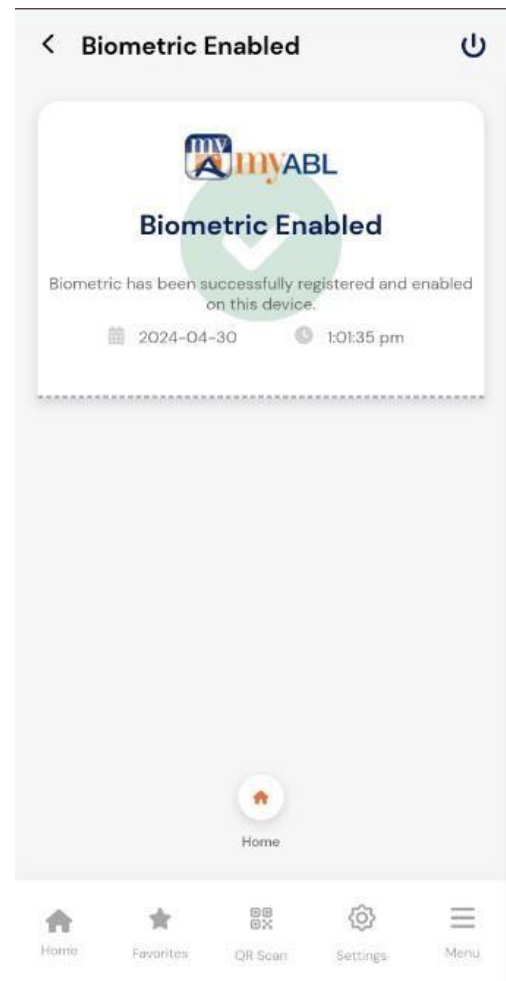 Biometric Enabled
my myABL
Biometric Enabled
Biometric has been successfully registered and enabled
on this device.
2024-04-30 1:01:35 pm
Home
Home Favorites QR Scan Settings Menu